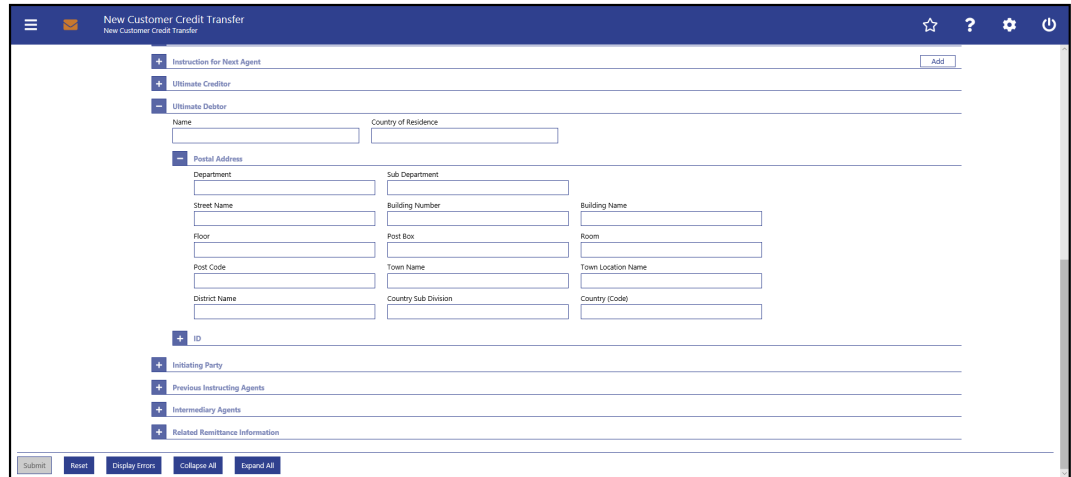 New Customer Credit Transfer
New Customer Credit Transfer
Instruction for Next Agent Add
Ultimate Creditor
Ultimate Debtor
Name Country of Residence
Postal Address
Department Sub Department
Street Name Building Number Building Name
Floor Post Box Room
Post Code Town Name Town Location Name
District Name Country Sub Division Country (Code)
ID
Initiating Party
Previous Instructing Agents
Intermediary Agents
Related Remittance Information
Submit Reset Display Errors Collapse All Expand All